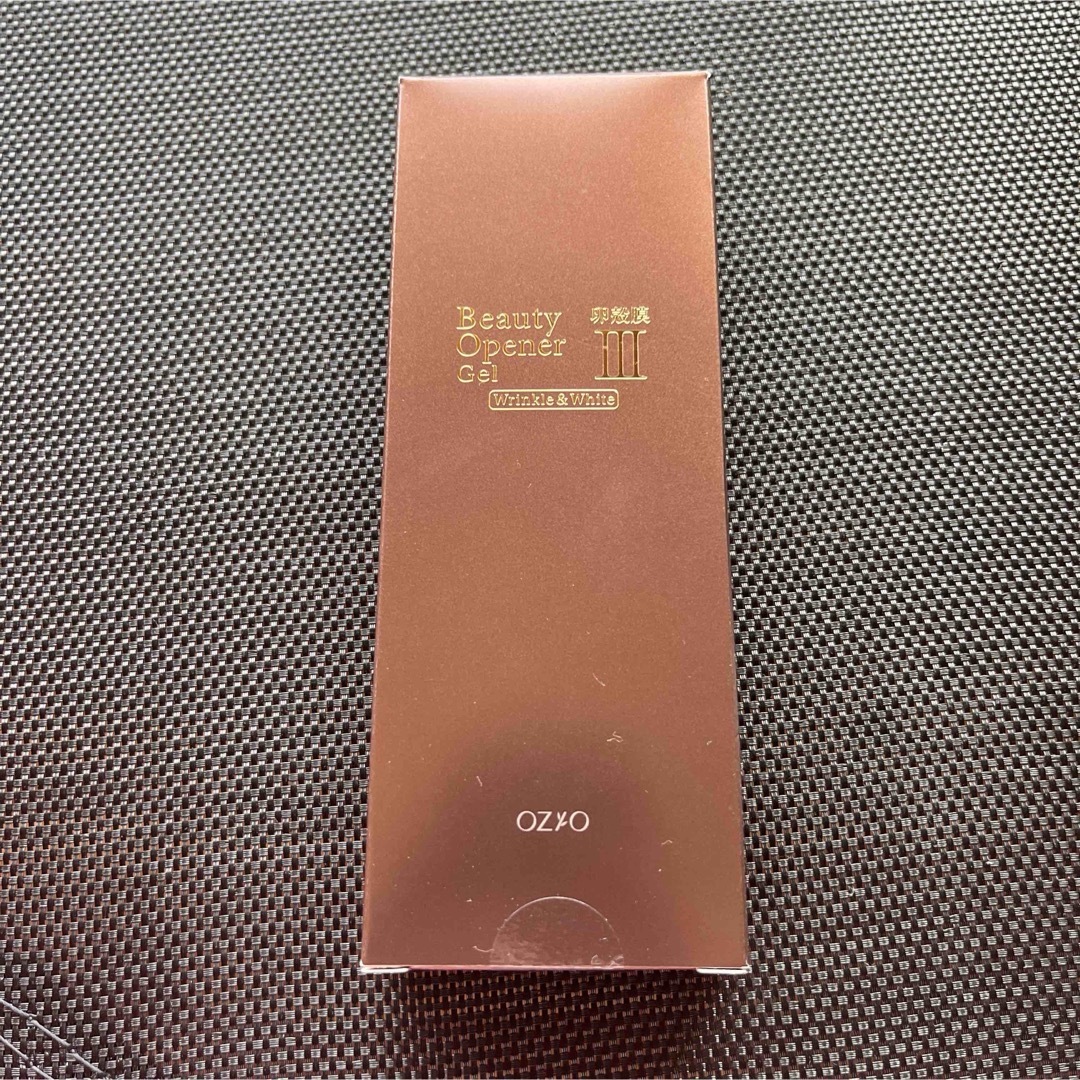 Beauty
Opener
Gel
卵殻膜
III
Wrinkle&White
OZIO